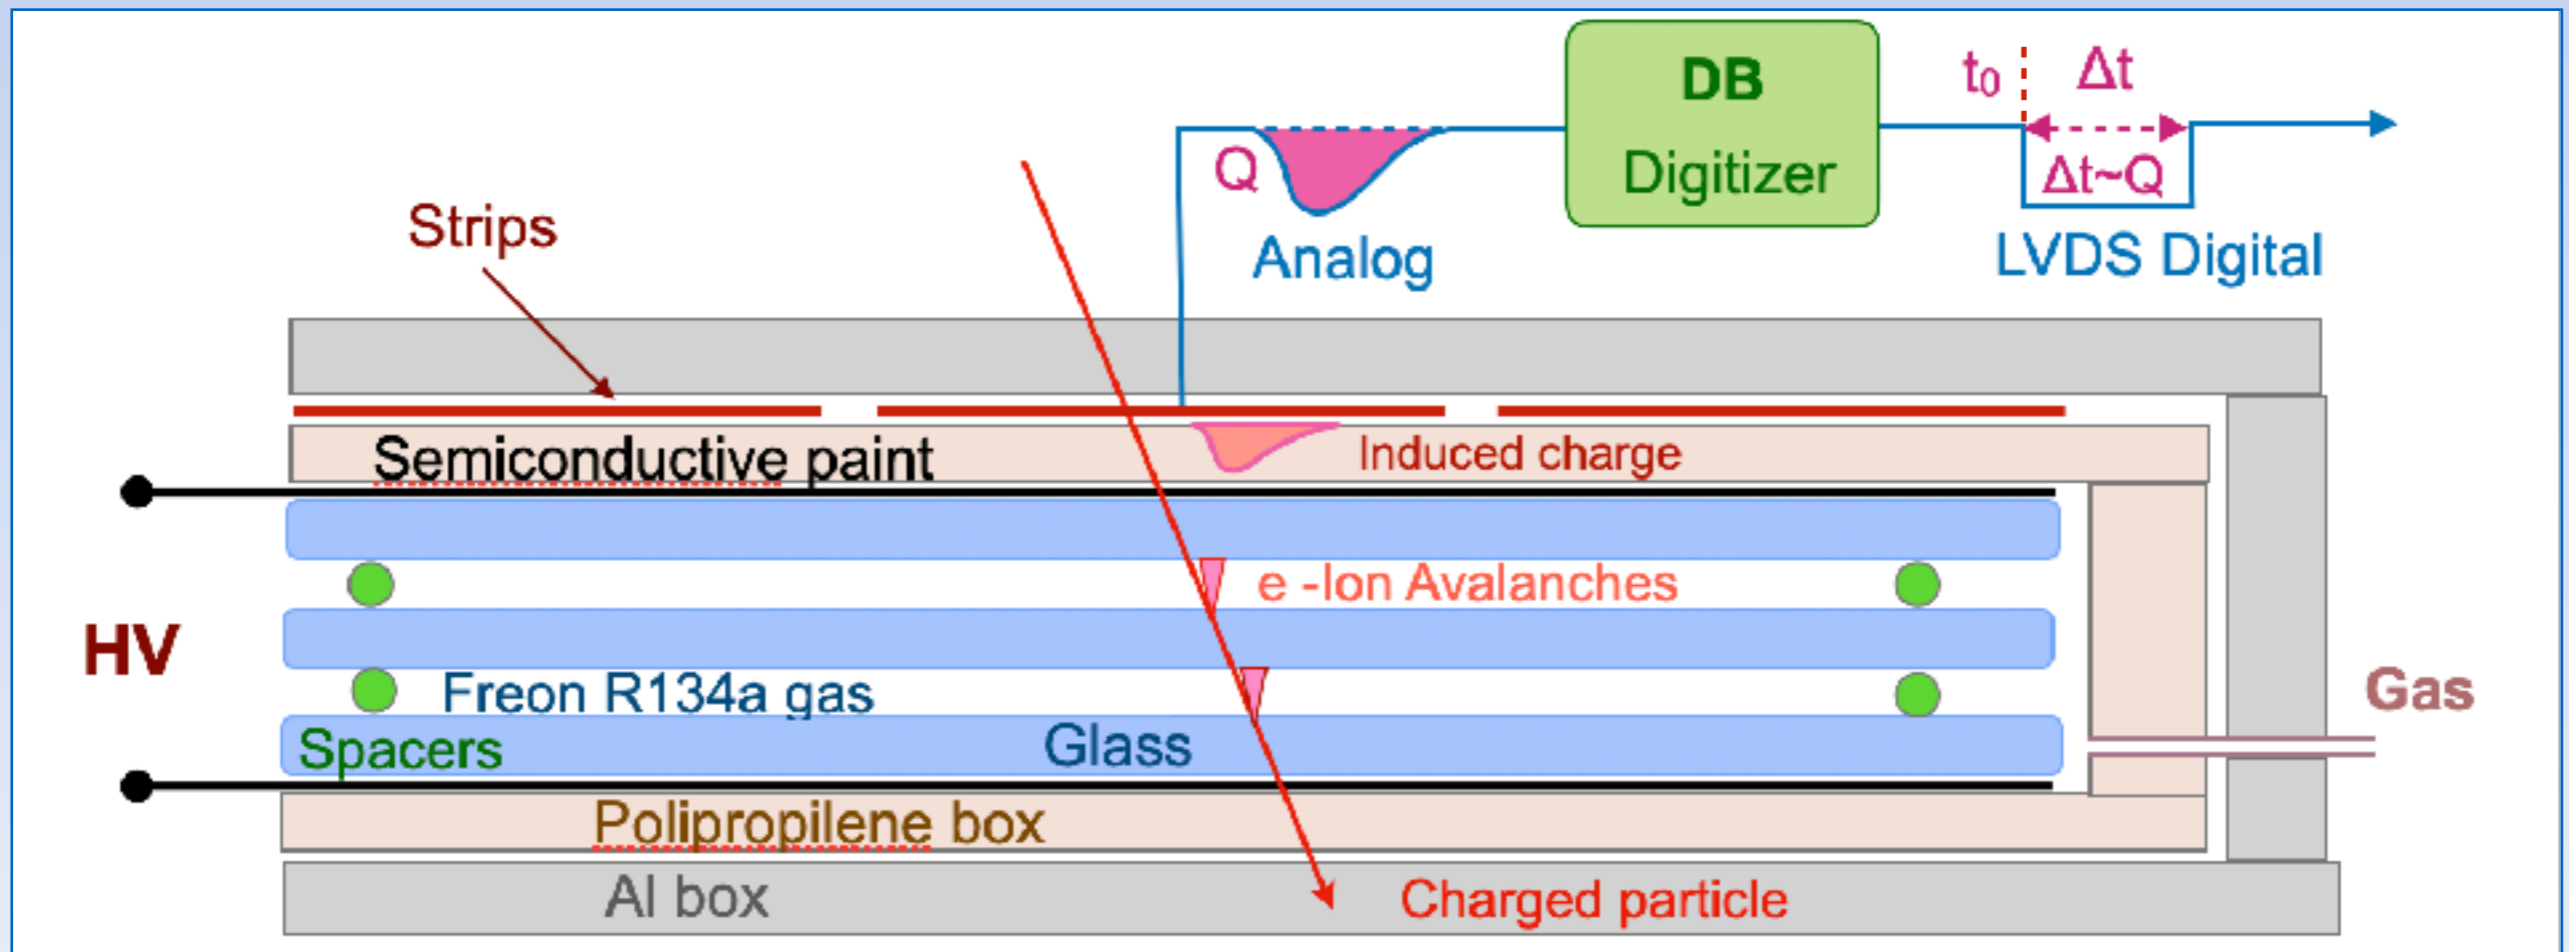 DB
Digitizer
t₀
Δt
Q
Δt~Q
Analog
LVDS Digital
Strips
Semiconductive paint
Induced charge
e -Ion Avalanches
HV
Freon R134a gas
Gas
Spacers
Glass
Polipropilene box
Al box
Charged particle